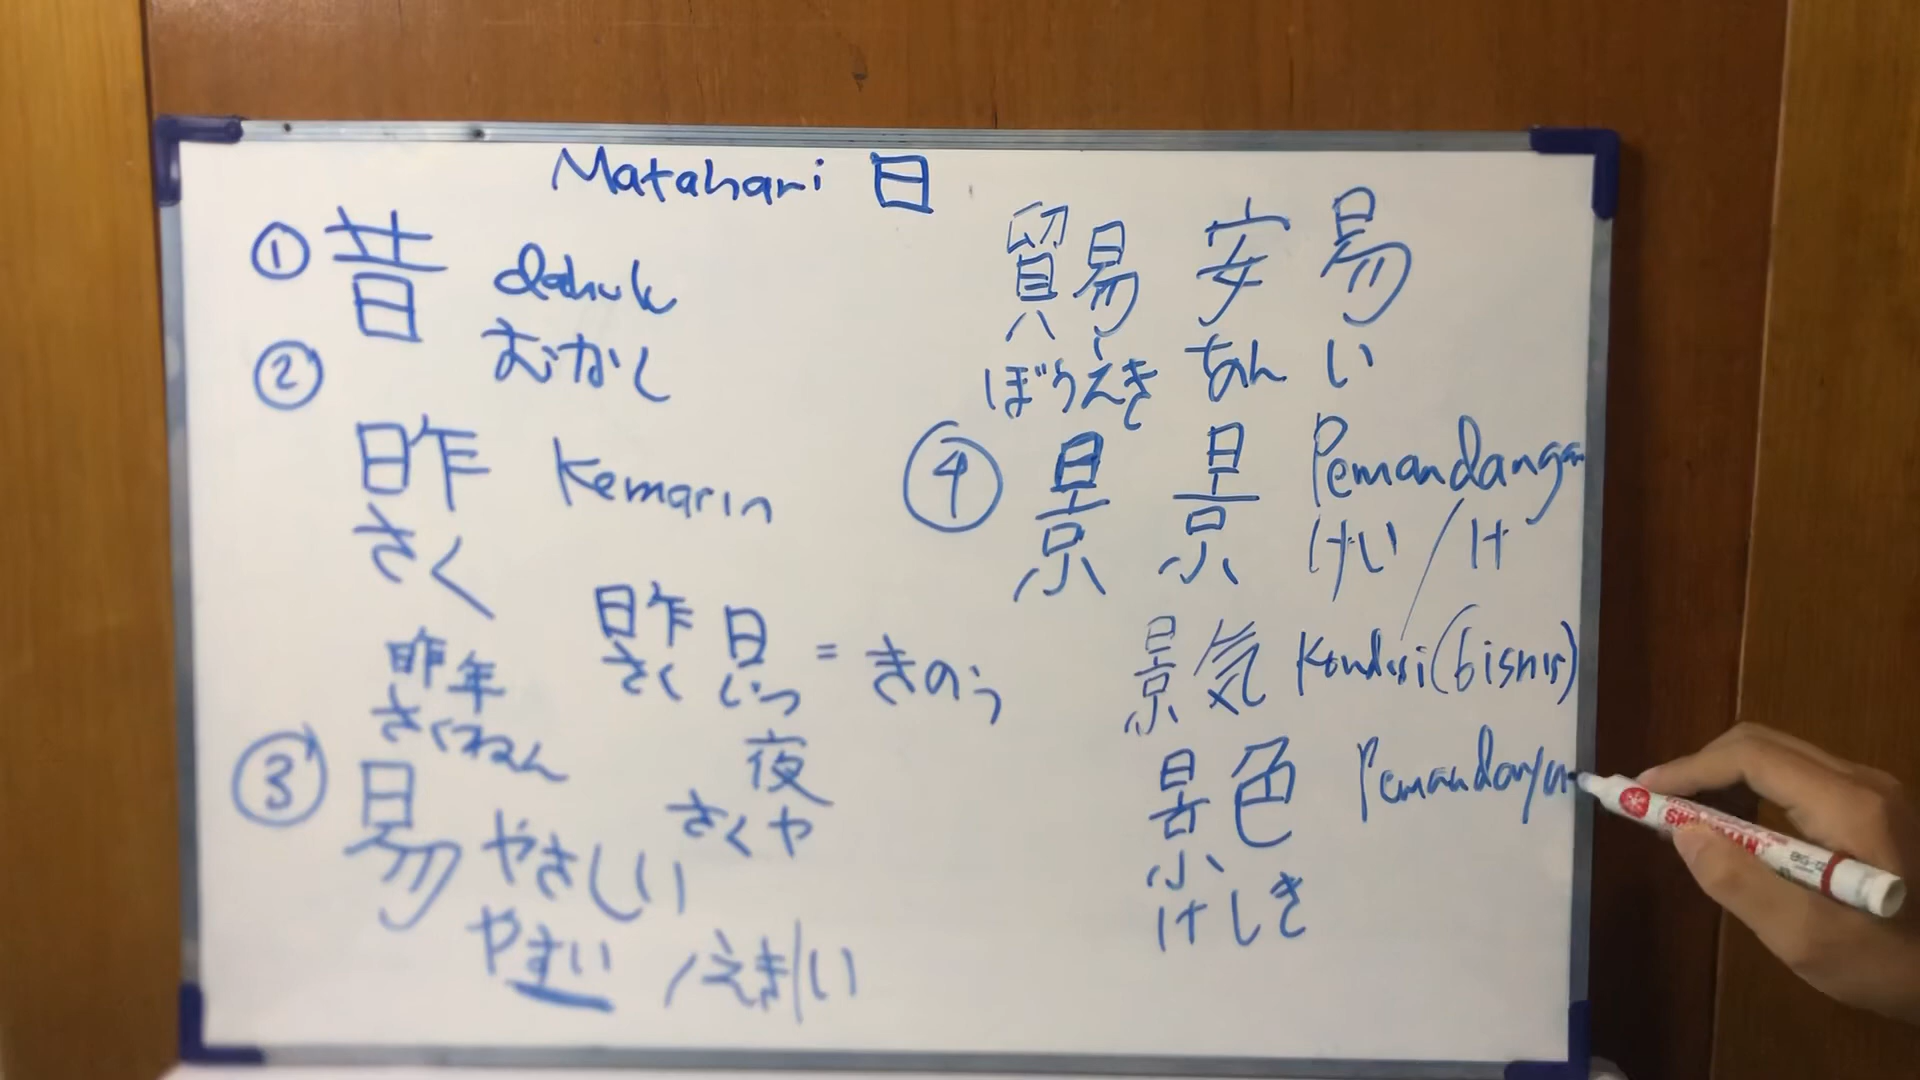 Matahari 日
① 昔 dahulu
むかし
②
昨 Kemarin
さく
昨日 = きのう
さく じつ
昨年
さくねん
夜
さくや
③ 易 やさしい
やすい / えき/い
貿易 安易
ぼうえき あんい
④ 景 景 Pemandangan
けい / け
景気 Kondisi (bisnis)
景色 Pemandangan
けしき